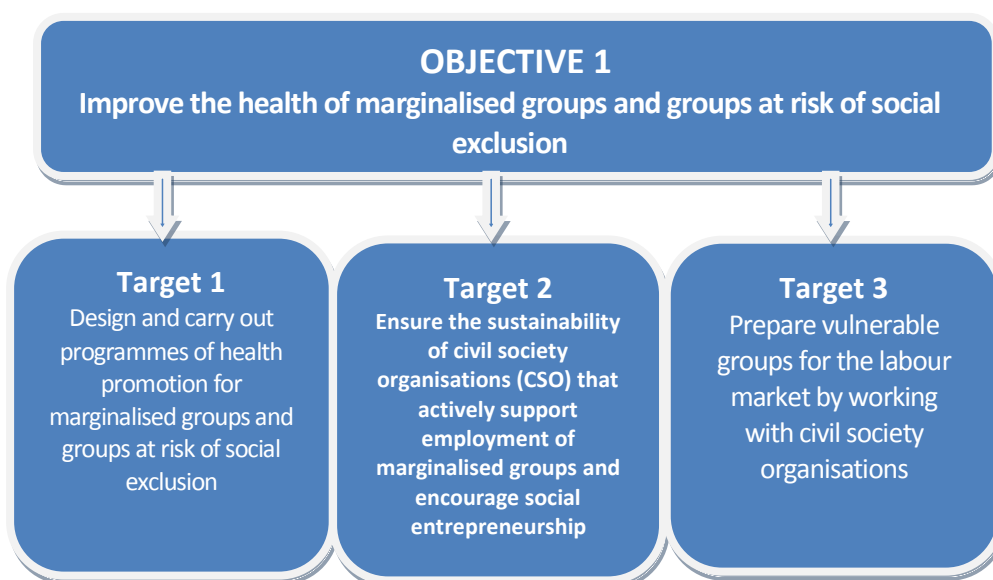 OBJECTIVE 1
Improve the health of marginalised groups and groups at risk of social
exclusion
Target 1
Design and carry out
programmes of health
promotion for
marginalised groups and
groups at risk of social
exclusion
Target 2
Ensure the sustainability
of civil society
organisations (CSO) that
actively support
employment of
marginalised groups and
encourage social
entrepreneurship
Target 3
Prepare vulnerable
groups for the labour
market by working
with civil society
organisations